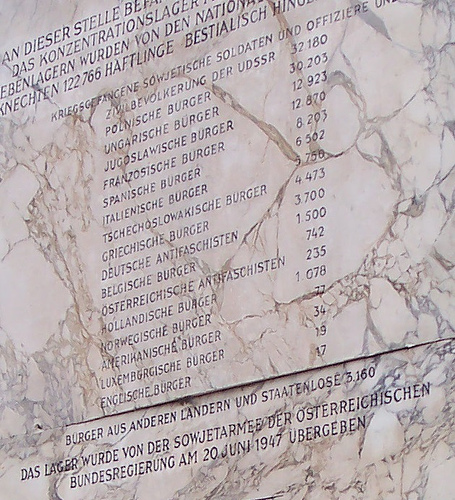 AN DIESER STELLE BEFA
DAS KONZENTRATIONSLAGER
EBENLAGERN WURDEN VON DEN NATIONAL
KNECHTEN 122.766 HÄFTLINGE BESTIALISCH HINGE
KRIEGSGEFANGENE SOWJETISCHE SOLDATEN UND OFFIZIERE UND
ZIVILBEVÖLKERUNG DER UDSSR 32.180
POLNISCHE BÜRGER 30.203
UNGARISCHE BÜRGER 12.923
JUGOSLAWISCHE BÜRGER 12.870
FRANZÖSISCHE BÜRGER 8.203
SPANISCHE BÜRGER 6.502
ITALIENISCHE BÜRGER 5.750
TSCHECHOSLOWAKISCHE BÜRGER 4.473
GRIECHISCHE BÜRGER 3.700
DEUTSCHE ANTIFASCHISTEN 1.500
BELGISCHE BÜRGER 742
ÖSTERREICHISCHE ANTIFASCHISTEN 235
HOLLÄNDISCHE BÜRGER 1.078
NORWEGISCHE BÜRGER 77
AMERIKANISCHE BÜRGER 34
LUXEMBURGISCHE BÜRGER 19
ENGLISCHE BÜRGER 17
BÜRGER AUS ANDEREN LÄNDERN UND STAATENLOSE 3.160
DAS LAGER WURDE VON DER SOWJETARMEE DER ÖSTERREICHISCHEN
BUNDESREGIERUNG AM 20 JUNI 1947 ÜBERGEBEN